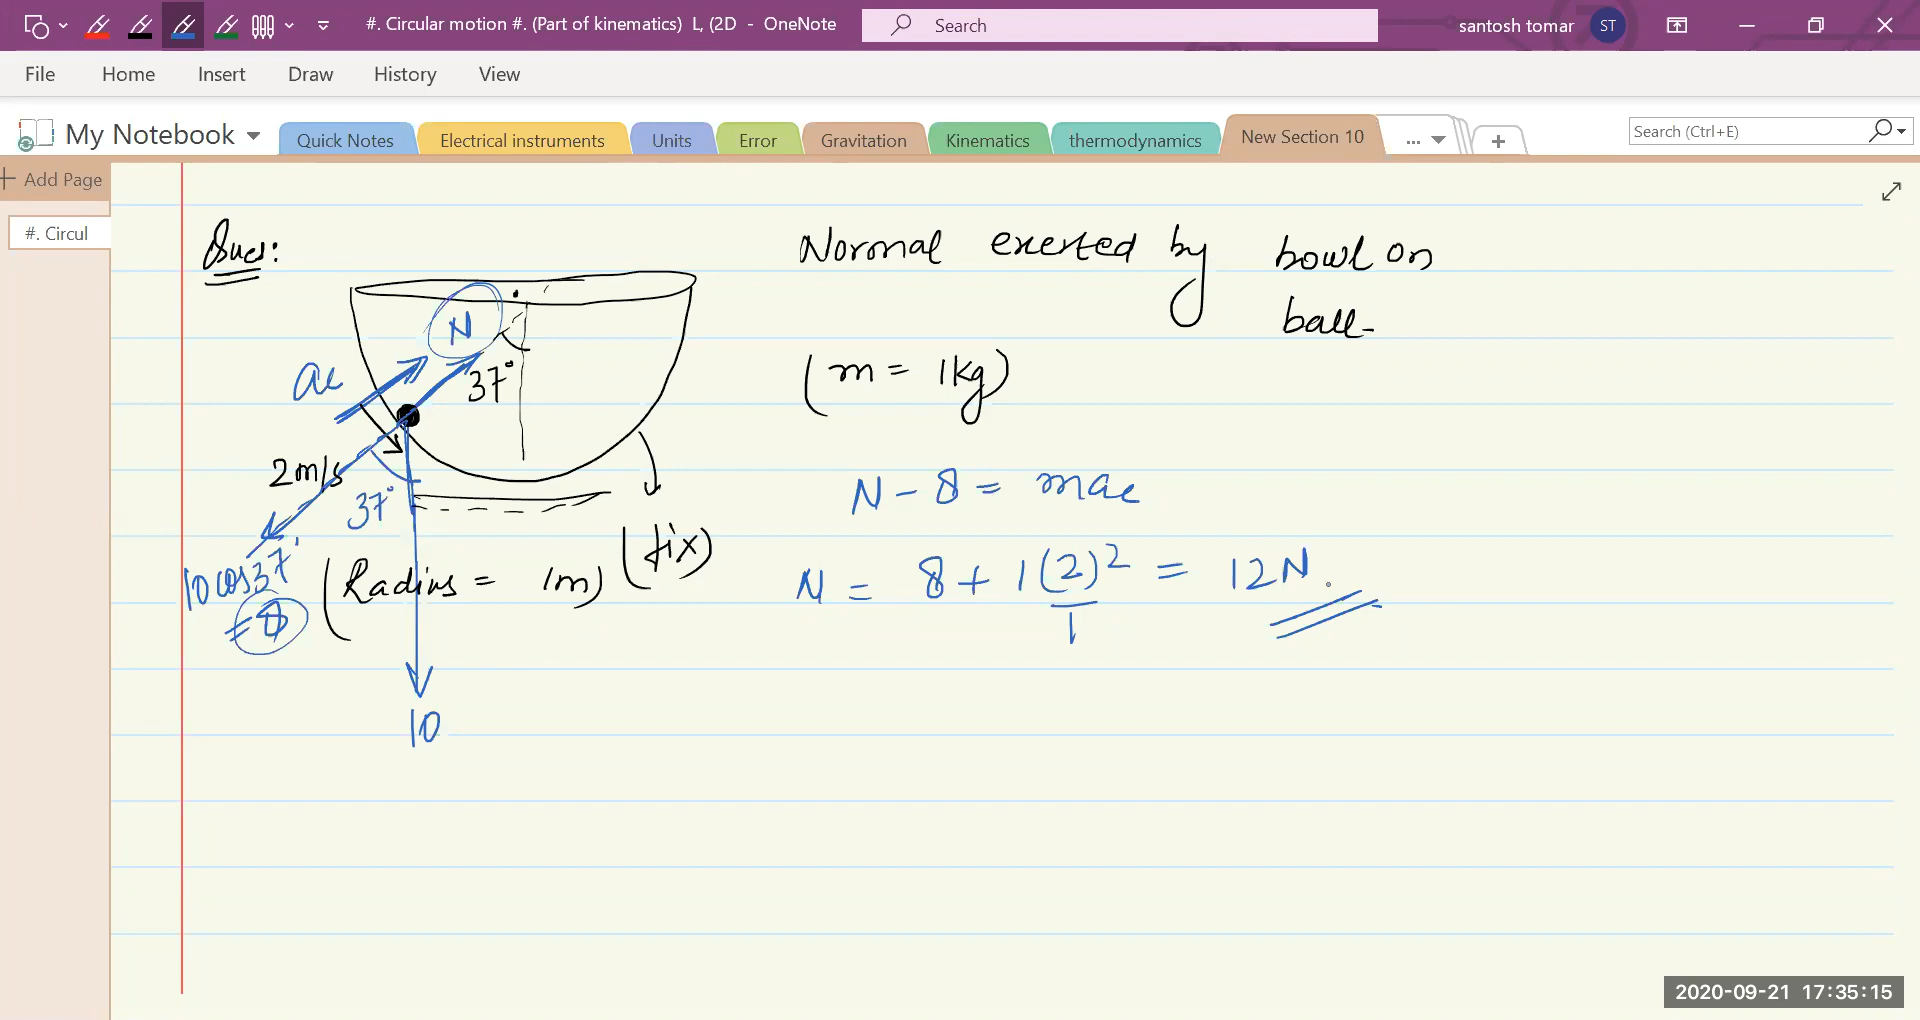 #. Circular motion #. (Part of kinematics) L, (2D - OneNote
Search
santosh tomar ST
File Home Insert Draw History View
My Notebook
Quick Notes Electrical instruments Units Error Gravitation Kinematics thermodynamics New Section 10 ...
Search (Ctrl+E)
Add Page
#. Circul
Ques:
Normal exerted by bowl on
ball-
N
ac
37°
(m = 1kg)
2m/s
37°
N - 8 = mac
(fix)
10 cos37°
= 8
(Radius = 1m)
N = 8 + 1(2)² = 12N.
1
10
2020-09-21 17:35:15